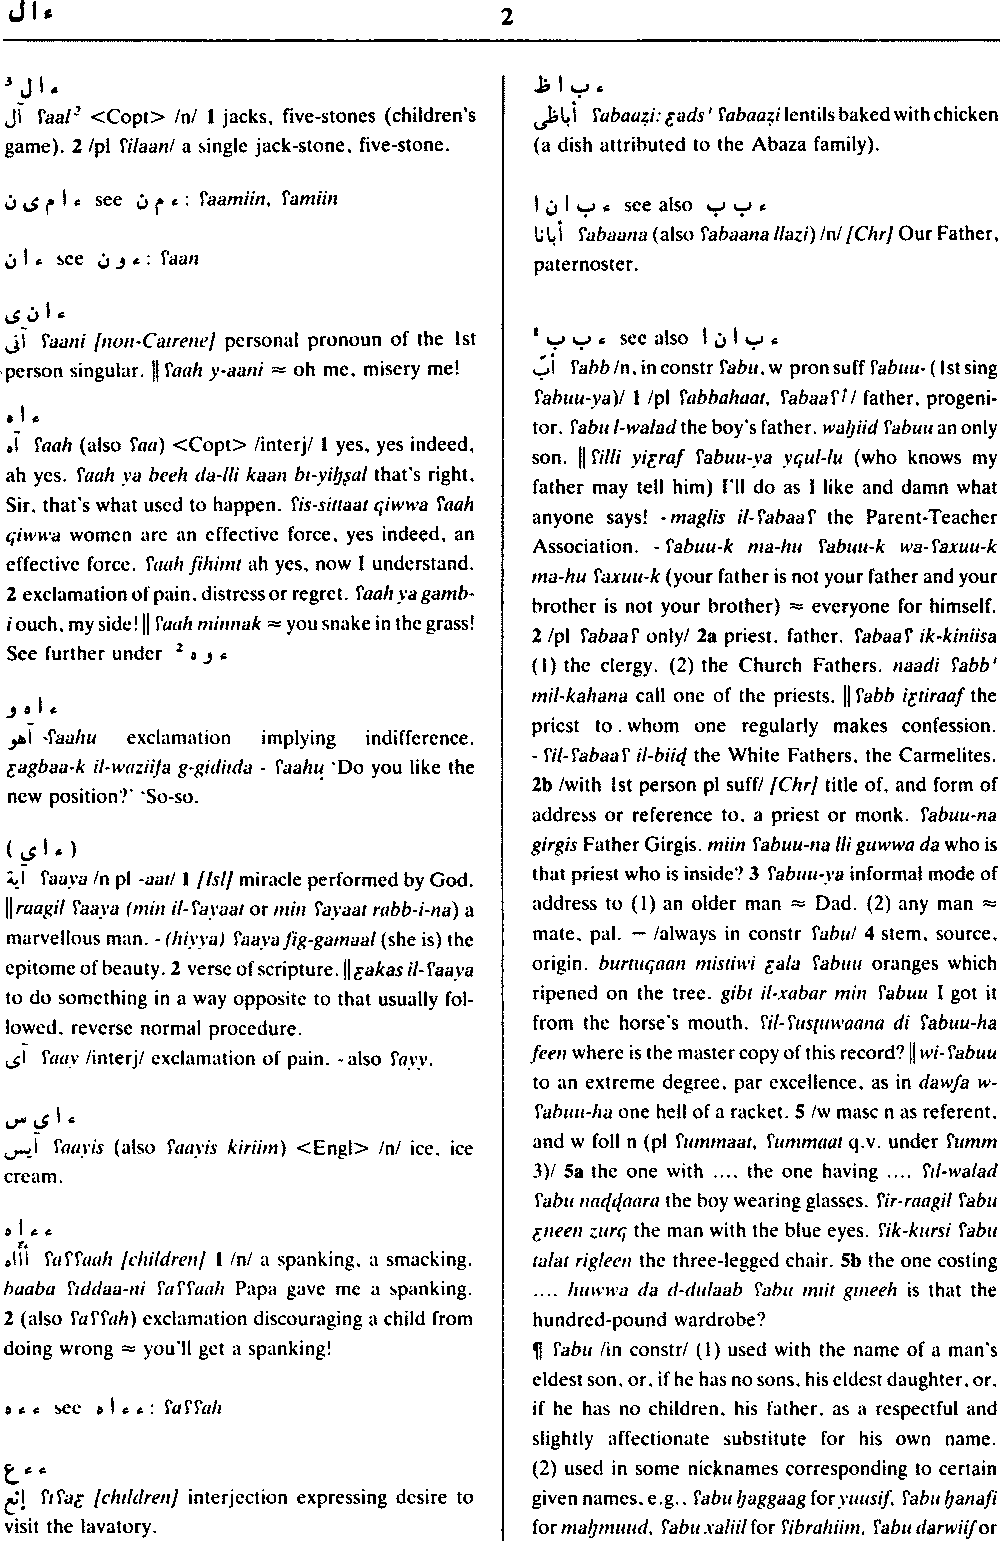 ء ا ل
2
ء ا ل ³
آل ʕaal² <Copt> /n/ 1 jacks, five-stones (children's
game). 2 /pl ʕilaan/ a single jack-stone, five-stone.
ء ا م ى ن see ء م ن : ʕaamiin, ʕamiin
ء ا ن see ء و ن : ʕaan
ء ا ن ى
آنى ʕaani [non-Cairene] personal pronoun of the 1st
person singular. ‖ ʕaah y-aani ≈ oh me, misery me!
ء ا ه
آه ʕaah (also ʕaa) <Copt> /interj/ 1 yes, yes indeed,
ah yes. ʕaah ya beeh da-lli kaan bi-yiḥṣal that's right,
Sir, that's what used to happen. ʕis-sittaat qiwwa ʕaah
qiwwa women are an effective force, yes indeed, an
effective force. ʕaah fihimt ah yes, now I understand.
2 exclamation of pain, distress or regret. ʕaah ya gamb-
i ouch, my side! ‖ ʕaah minnak ≈ you snake in the grass!
See further under ء و ه ²
ء ا ه و
آهو ʕaahu exclamation implying indifference.
ɛagbaa-k il-waẓiifa g-gidiida - ʕaahu 'Do you like the
new position?' 'So-so.
(ء ا ى)
آية ʕaaya /n pl -aat/ 1 [Isl] miracle performed by God.
‖ raagil ʕaaya (min il-ʕayaat or min ʕayaat rabb-i-na) a
marvellous man. - (hiyya) ʕaaya fig-gamaal (she is) the
epitome of beauty. 2 verse of scripture. ‖ ɛakas il-ʕaaya
to do something in a way opposite to that usually fol-
lowed, reverse normal procedure.
آى ʕaay /interj/ exclamation of pain. - also ʕayy.
ء ا ى س
آيس ʕaayis (also ʕaayis kiriim) <Engl> /n/ ice, ice
cream.
ء ء ا ه
ʕaʕʕaah [children] 1 /n/ a spanking, a smacking.
baaba ʕiddaa-ni ʕaʕʕaah Papa gave me a spanking.
2 (also ʕaʕʕah) exclamation discouraging a child from
doing wrong ≈ you'll get a spanking!
ء ء ه see ء ء ا ه : ʕaʕʕah
ء ء ع
إئع ʕiʕaɛ [children] interjection expressing desire to
visit the lavatory.
ء ب ا ظ
أباظى ʕabaaẓi: ɛads' ʕabaaẓi lentils baked with chicken
(a dish attributed to the Abaza family).
ء ب ا ن ا see also ء ب ب
أبانا ʕabaana (also ʕabaana llazi) /n/ [Chr] Our Father,
paternoster.
ء ب ب ¹ see also ء ب ا ن ا
أبّ ʕabb /n, in constr ʕabu, w pron suff ʕabuu- (1st sing
ʕabuu-ya)/ 1 /pl ʕabbahaat, ʕabaaʕ¹/ father, progeni-
tor. ʕabu l-walad the boy's father. waḥiid ʕabuu an only
son. ‖ ʕilli yiɛraf ʕabuu-ya yqul-lu (who knows my
father may tell him) I'll do as I like and damn what
anyone says! - maglis il-ʕabaaʕ the Parent-Teacher
Association. - ʕabuu-k ma-hu ʕabuu-k wa-ʕaxuu-k
ma-hu ʕaxuu-k (your father is not your father and your
brother is not your brother) ≈ everyone for himself.
2 /pl ʕabaaʕ only/ 2a priest, father. ʕabaaʕ ik-kiniisa
(1) the clergy. (2) the Church Fathers. naadi ʕabb'
mil-kahana call one of the priests. ‖ ʕabb iɛtiraaf the
priest to whom one regularly makes confession.
- ʕil-ʕabaaʕ il-biiḍ the White Fathers, the Carmelites.
2b /with 1st person pl suff/ [Chr] title of, and form of
address or reference to, a priest or monk. ʕabuu-na
girgis Father Girgis. miin ʕabuu-na lli guwwa da who is
that priest who is inside? 3 ʕabuu-ya informal mode of
address to (1) an older man ≈ Dad. (2) any man ≈
mate, pal. — /always in constr ʕabu/ 4 stem, source,
origin. burtuqaan mistiwi ɛala ʕabuu oranges which
ripened on the tree. gibt il-xabar min ʕabuu I got it
from the horse's mouth. ʕil-ʕusṭuwaana di ʕabuu-ha
feen where is the master copy of this record? ‖ wi-ʕabuu
to an extreme degree, par excellence, as in dawʃa w-
ʕabuu-ha one hell of a racket. 5 /w masc n as referent,
and w foll n (pl ʕummaat, ʕummaat q.v. under ʕumm
3)/ 5a the one with ...., the one having .... ʕil-walad
ʕabu naḍḍaara the boy wearing glasses. ʕir-raagil ʕabu
ɛneen zurq the man with the blue eyes. ʕik-kursi ʕabu
talat rigleen the three-legged chair. 5b the one costing
.... huwwa da d-dulaab ʕabu miit gineeh is that the
hundred-pound wardrobe?
¶ ʕabu /in constr/ (1) used with the name of a man's
eldest son, or, if he has no sons, his eldest daughter, or,
if he has no children, his father, as a respectful and
slightly affectionate substitute for his own name.
(2) used in some nicknames corresponding to certain
given names, e.g., ʕabu ḥaggaag for yuusif, ʕabu ḥanafi
for maḥmuud, ʕabu xaliil for ʕibrahiim, ʕabu darwiiʃ or